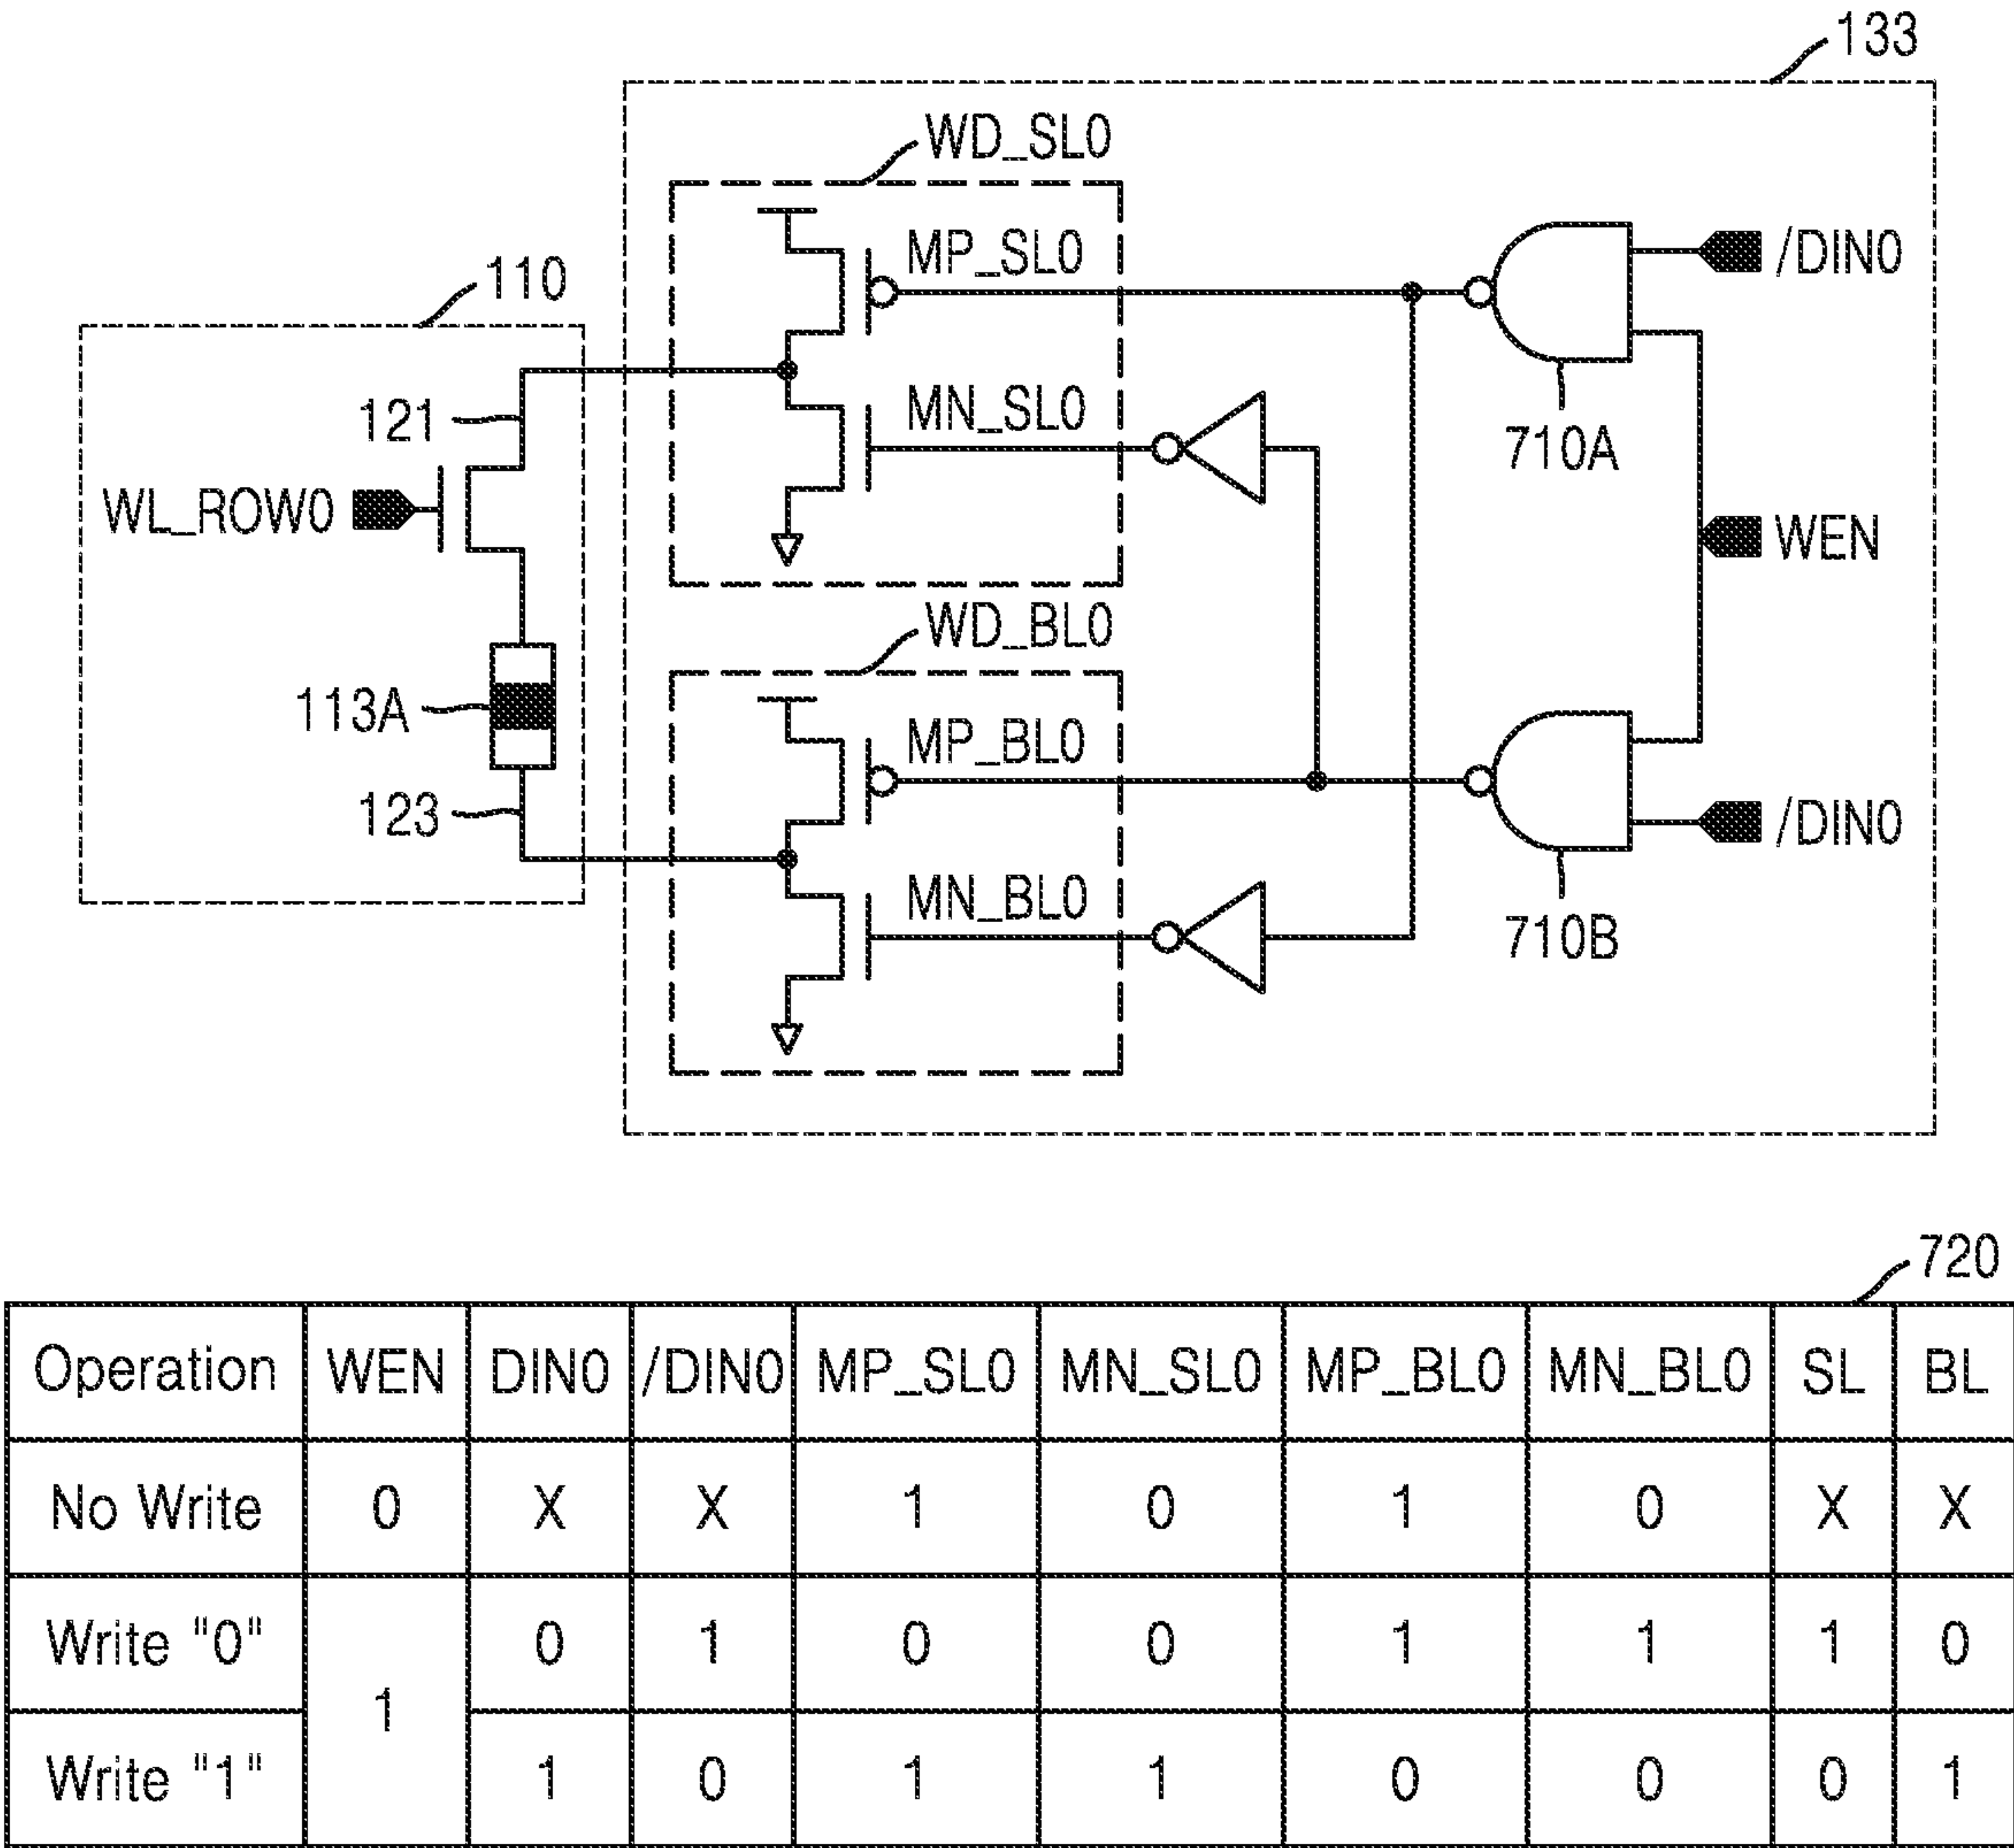 133
WD_SL0
MP_SL0
/DIN0
110
121
MN_SL0
710A
WL_ROW0
WEN
WD_BL0
113A
MP_BL0
123
/DIN0
MN_BL0
710B
720
Operation WEN DIN0 /DIN0 MP_SL0 MN_SL0 MP_BL0 MN_BL0 SL BL
No Write 0 X X 1 0 1 0 X X
Write "0" 1 0 1 0 0 1 1 1 0
Write "1" 1 0 1 1 0 0 0 1